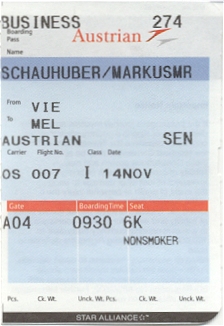 BUSINESS 274
Boarding Pass Austrian
Name
SCHAUHUBER/MARKUSMR
From VIE
To MEL
AUSTRIAN SEN
Carrier Flight No. Class Date
OS 007 I 14NOV
Gate BoardingTime Seat
A04 0930 6K
NONSMOKER
Pcs. Ck. Wt. Unck. Wt. Pcs. Ck. Wt. Unck. Wt.
STAR ALLIANCE